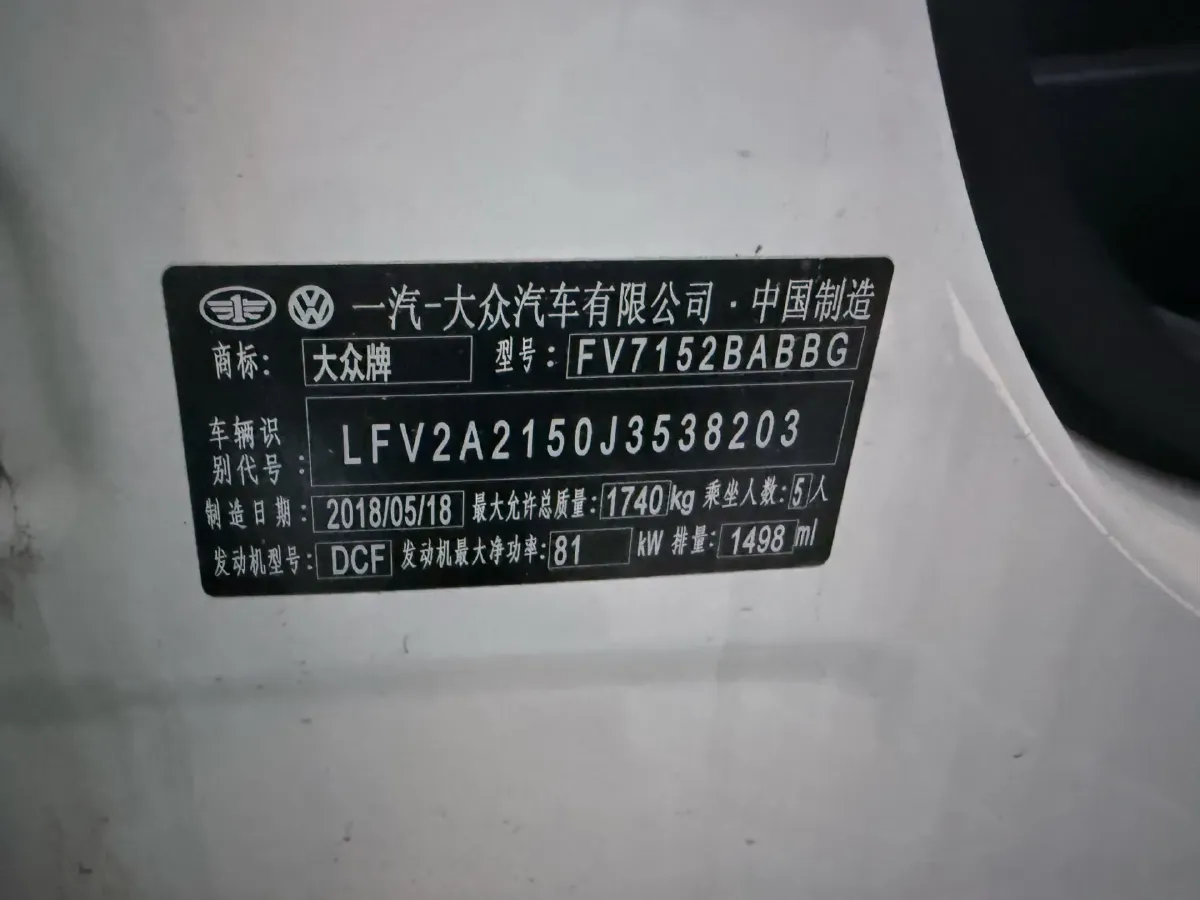 一汽-大众汽车有限公司·中国制造
商标: 大众牌 型号: FV7152BABBG
车辆识
别代号: LFV2A2150J3538203
制造日期: 2018/05/18 最大允许总质量: 1740 kg 乘坐人数: 5 人
发动机型号: DCF 发动机最大净功率: 81 kW 排量: 1498 ml